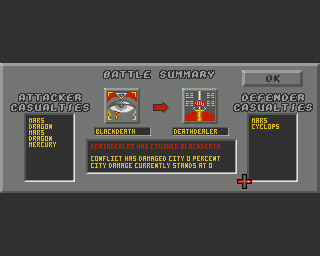 BATTLE SUMMARY
OK
ATTACKER
CASUALTIES
DEFENDER
CASUALTIES
MARS
DRAGON
MARS
DRAGON
MERCURY
MARS
CYCLOPS
BLACKDEATH
DEATHDEALER
DEATHDEALER HAS CRUSHED BLACKDEATH
CONFLICT HAS DAMAGED CITY 0 PERCENT
CITY DAMAGE CURRENTLY STANDS AT 0